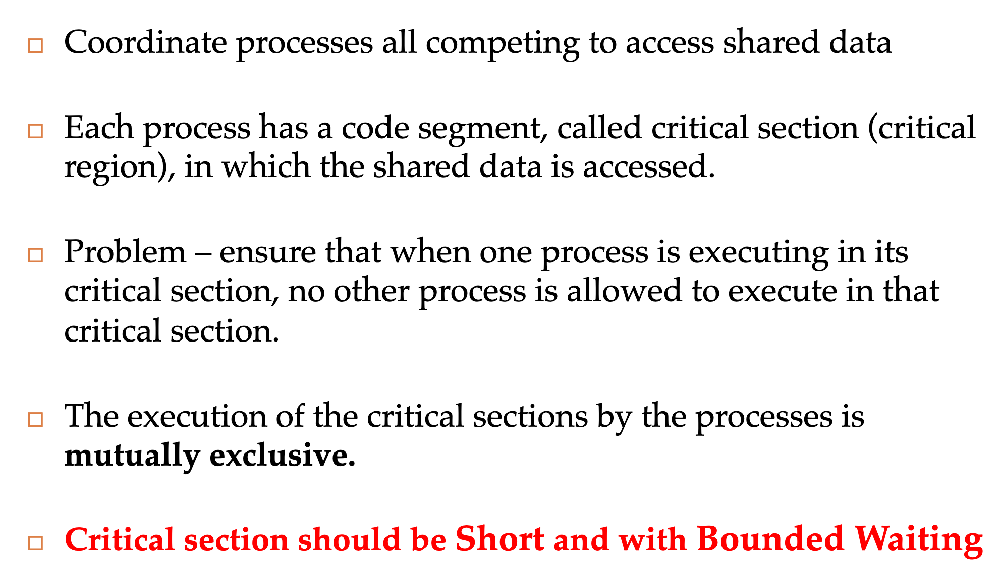 Coordinate processes all competing to access shared data
Each process has a code segment, called critical section (critical
region), in which the shared data is accessed.
Problem – ensure that when one process is executing in its
critical section, no other process is allowed to execute in that
critical section.
The execution of the critical sections by the processes is
mutually exclusive.
Critical section should be Short and with Bounded Waiting